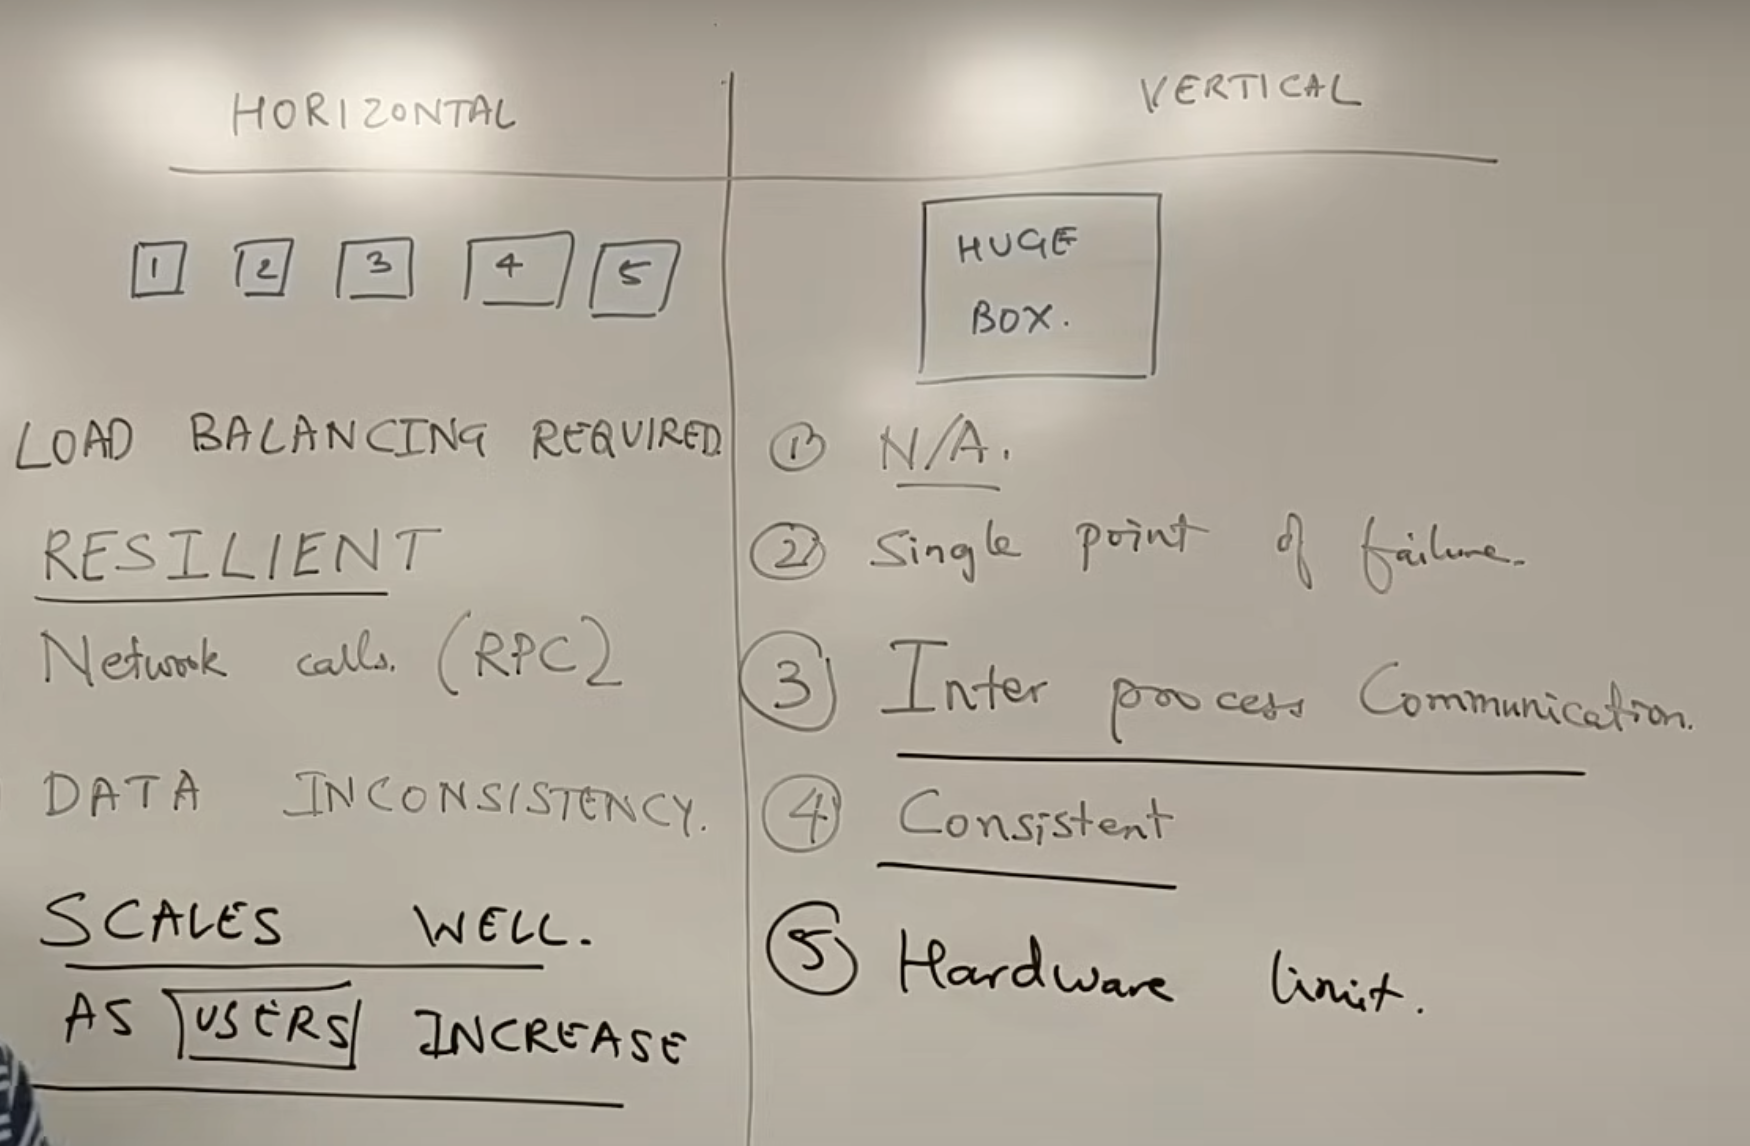 HORIZONTAL
1 2 3 4 5
LOAD BALANCING REQUIRED
RESILIENT
Network calls. (RPC)
DATA INCONSISTENCY.
SCALES WELL.
AS USERS INCREASE
VERTICAL
HUGE
BOX.
1) N/A.
2) Single point of failure.
3) Inter process Communication.
4) Consistent
5) Hardware limit.